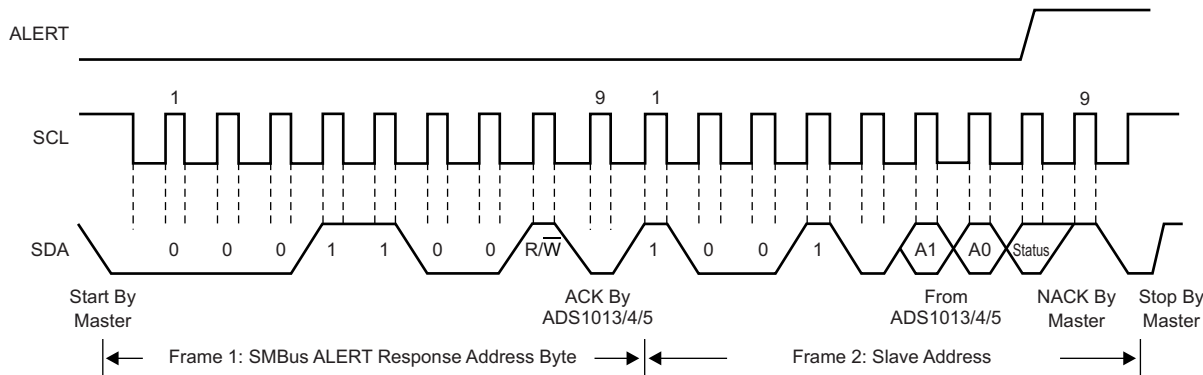 ALERT
1 9 1 9
SCL
SDA
0 0 0 1 1 0 0 R/W 1 0 0 1 A1 A0 Status
Start By
Master
ACK By
ADS1013/4/5
From
ADS1013/4/5
NACK By
Master
Stop By
Master
Frame 1: SMBus ALERT Response Address Byte
Frame 2: Slave Address